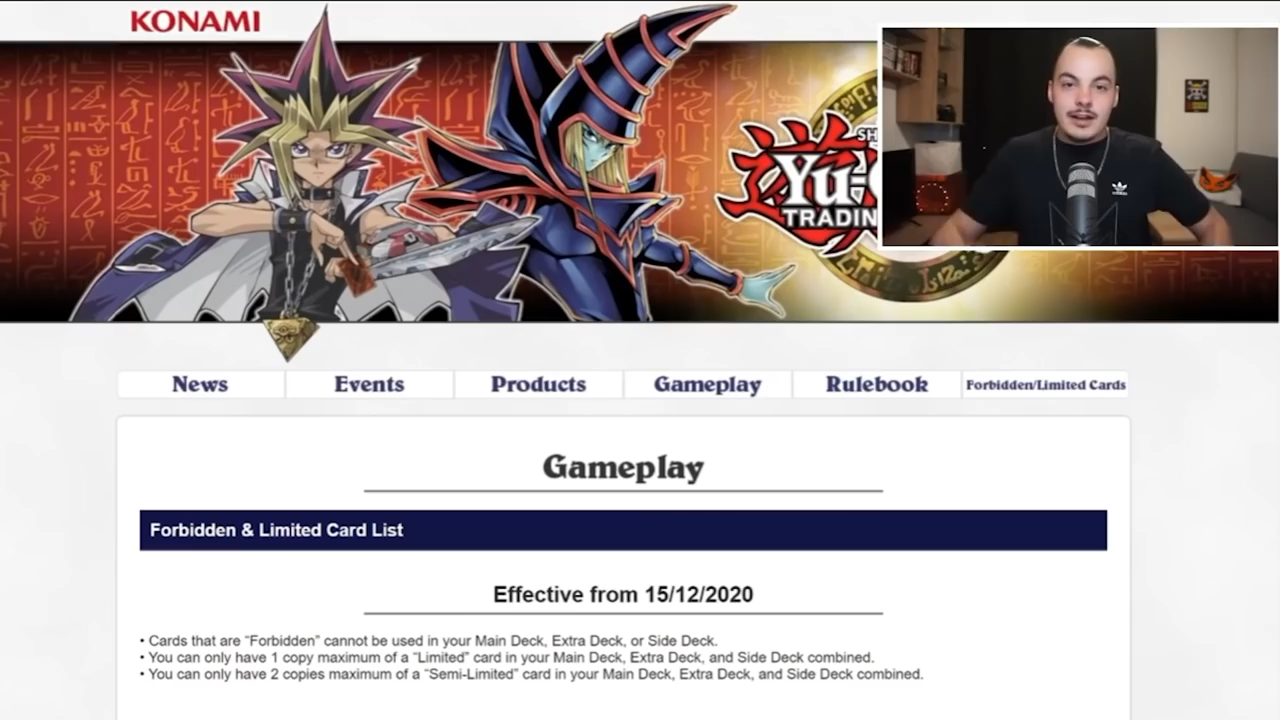 KONAMI
YU-
TRADIN
News
Events
Products
Gameplay
Rulebook
Forbidden/Limited Cards
Gameplay
Forbidden & Limited Card List
Effective from 15/12/2020
• Cards that are “Forbidden” cannot be used in your Main Deck, Extra Deck, or Side Deck.
• You can only have 1 copy maximum of a “Limited” card in your Main Deck, Extra Deck, and Side Deck combined.
• You can only have 2 copies maximum of a “Semi-Limited” card in your Main Deck, Extra Deck, and Side Deck combined.